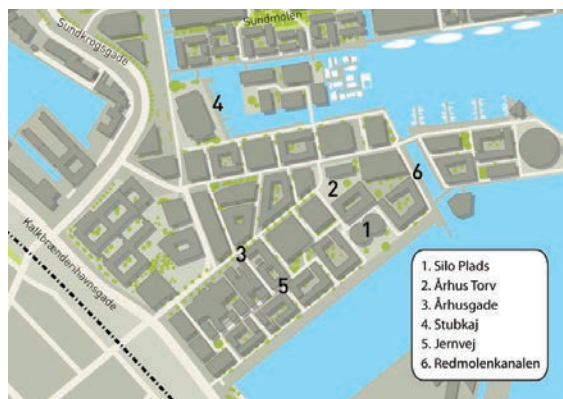 Sundmolen
Sundkrogsgade
4
Kalkbrænderihavnsgade
2
6
1
3
5
1. Silo Plads
2. Århus Torv
3. Århusgade
4. Stubkaj
5. Jernvej
6. Redmolenkanalen